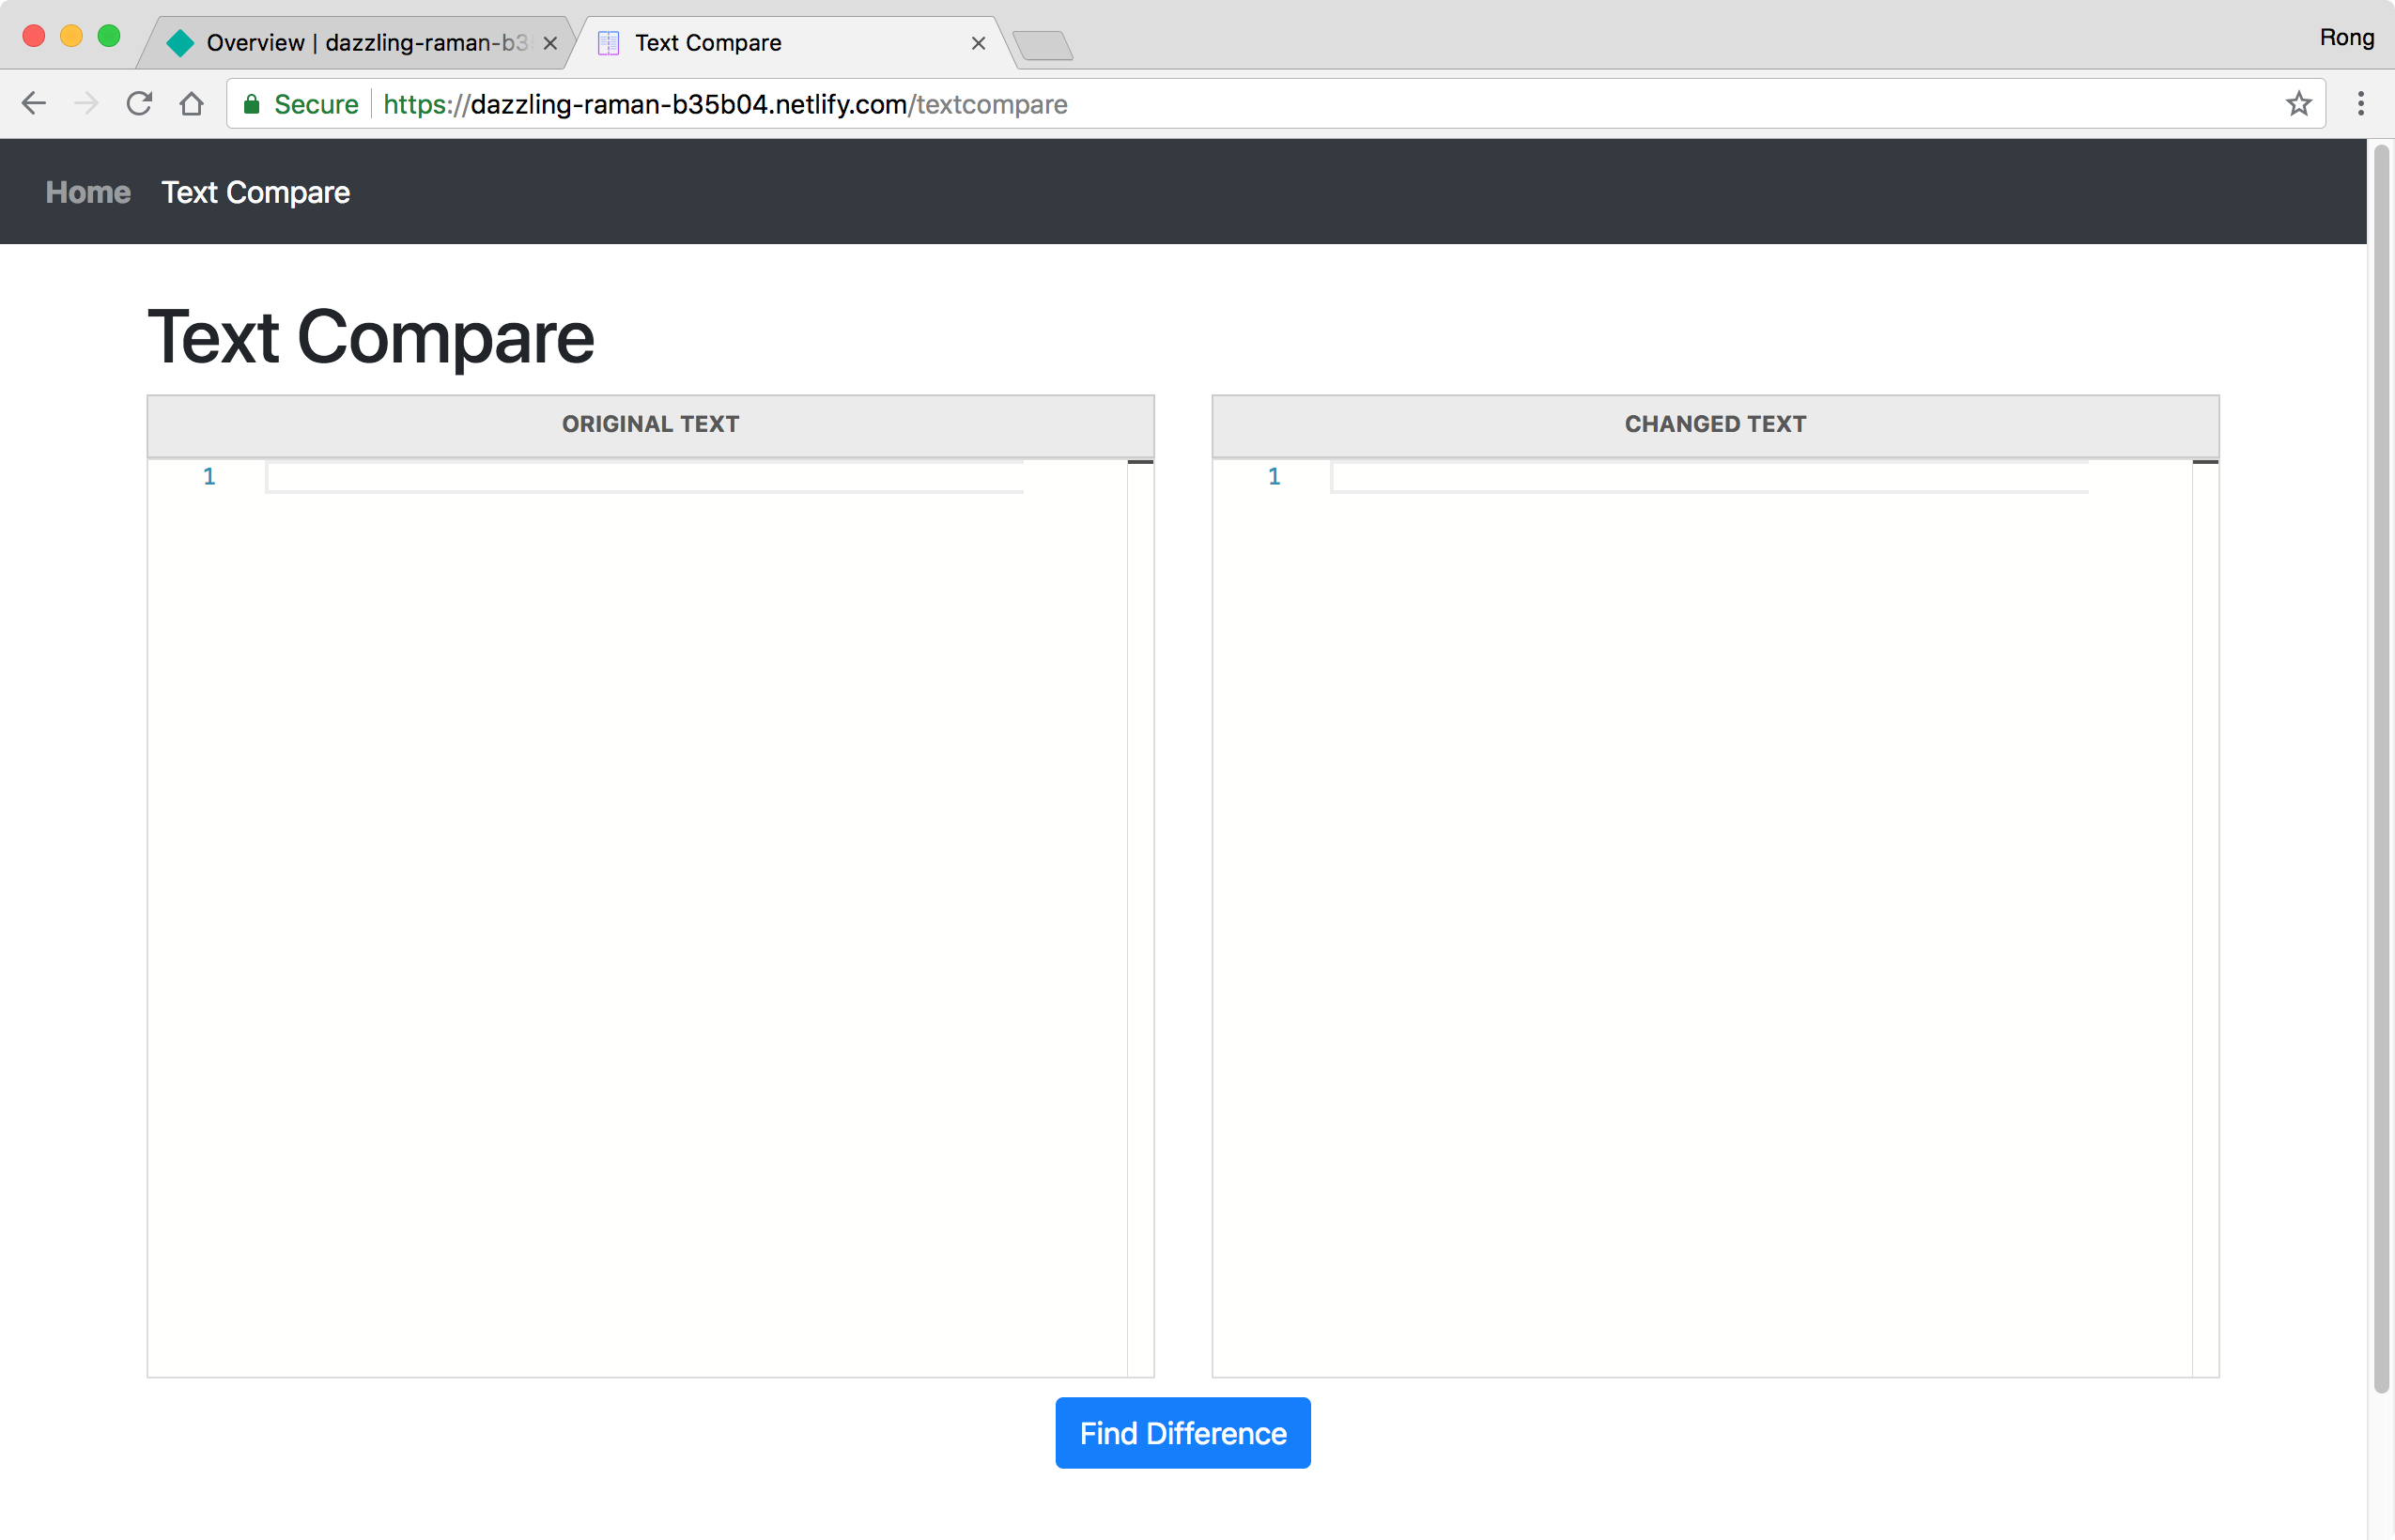 Overview | dazzling-raman-b3
Text Compare
Rong
Secure
https://dazzling-raman-b35b04.netlify.com/textcompare
Home
Text Compare
Text Compare
ORIGINAL TEXT
CHANGED TEXT
1
1
Find Difference